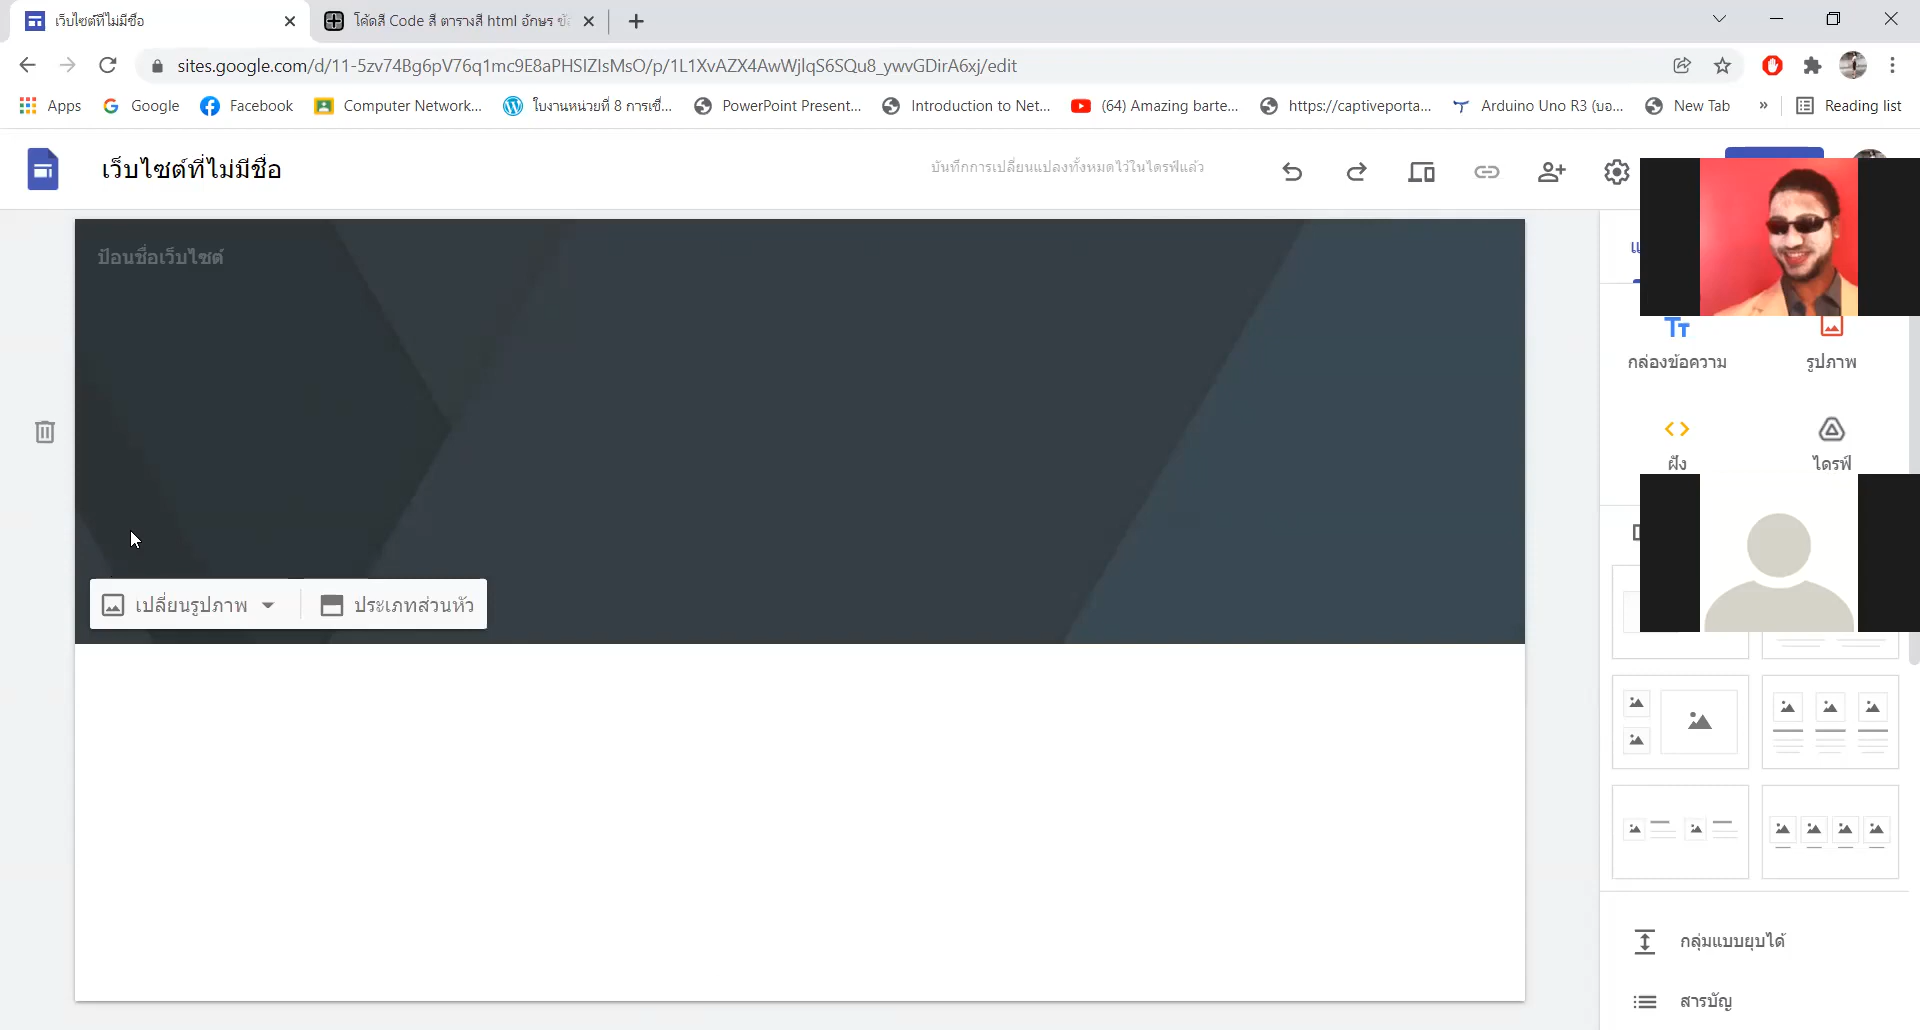 เว็บไซต์ที่ไม่มีชื่อ
โค้ดสี Code สี ตารางสี html อักษร
sites.google.com/d/11-5zv74Bg6pV76q1mc9E8aPHSIZIsMsO/p/1L1XvAZX4AwWjlqS6SQu8_ywvGDirA6xj/edit
Apps
Google
Facebook
Computer Network...
ใบงานหน่วยที่ 8 การเชื่...
PowerPoint Present...
Introduction to Net...
(64) Amazing barte...
https://captiveporta...
Arduino Uno R3 (บอ...
New Tab
»
Reading list
เว็บไซต์ที่ไม่มีชื่อ
บันทึกการเปลี่ยนแปลงทั้งหมดไว้ในไดรฟ์แล้ว
ป้อนชื่อเว็บไซต์
กล่องข้อความ
รูปภาพ
ฝัง
ไดรฟ์
เปลี่ยนรูปภาพ
ประเภทส่วนหัว
กลุ่มแบบยุบได้
สารบัญ